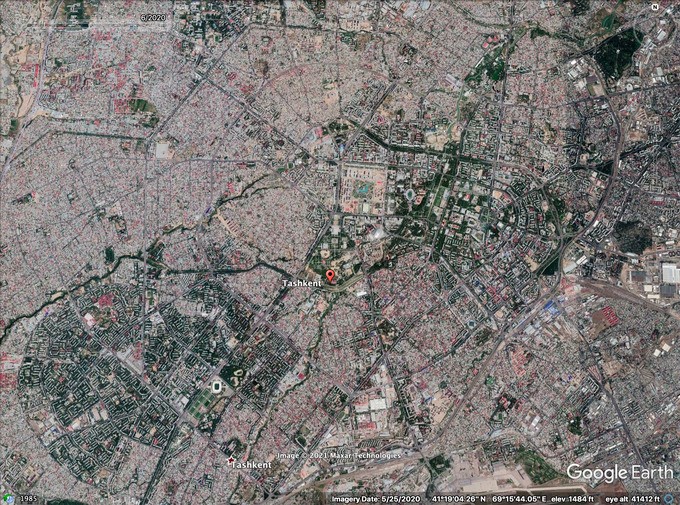 6/2020
N
Tashkent
Image © 2021 Maxar Technologies
Tashkent
Google Earth
1985
Imagery Date: 5/25/2020 41°19'04.26" N 69°15'44.05" E elev 1484 ft eye alt 41412 ft